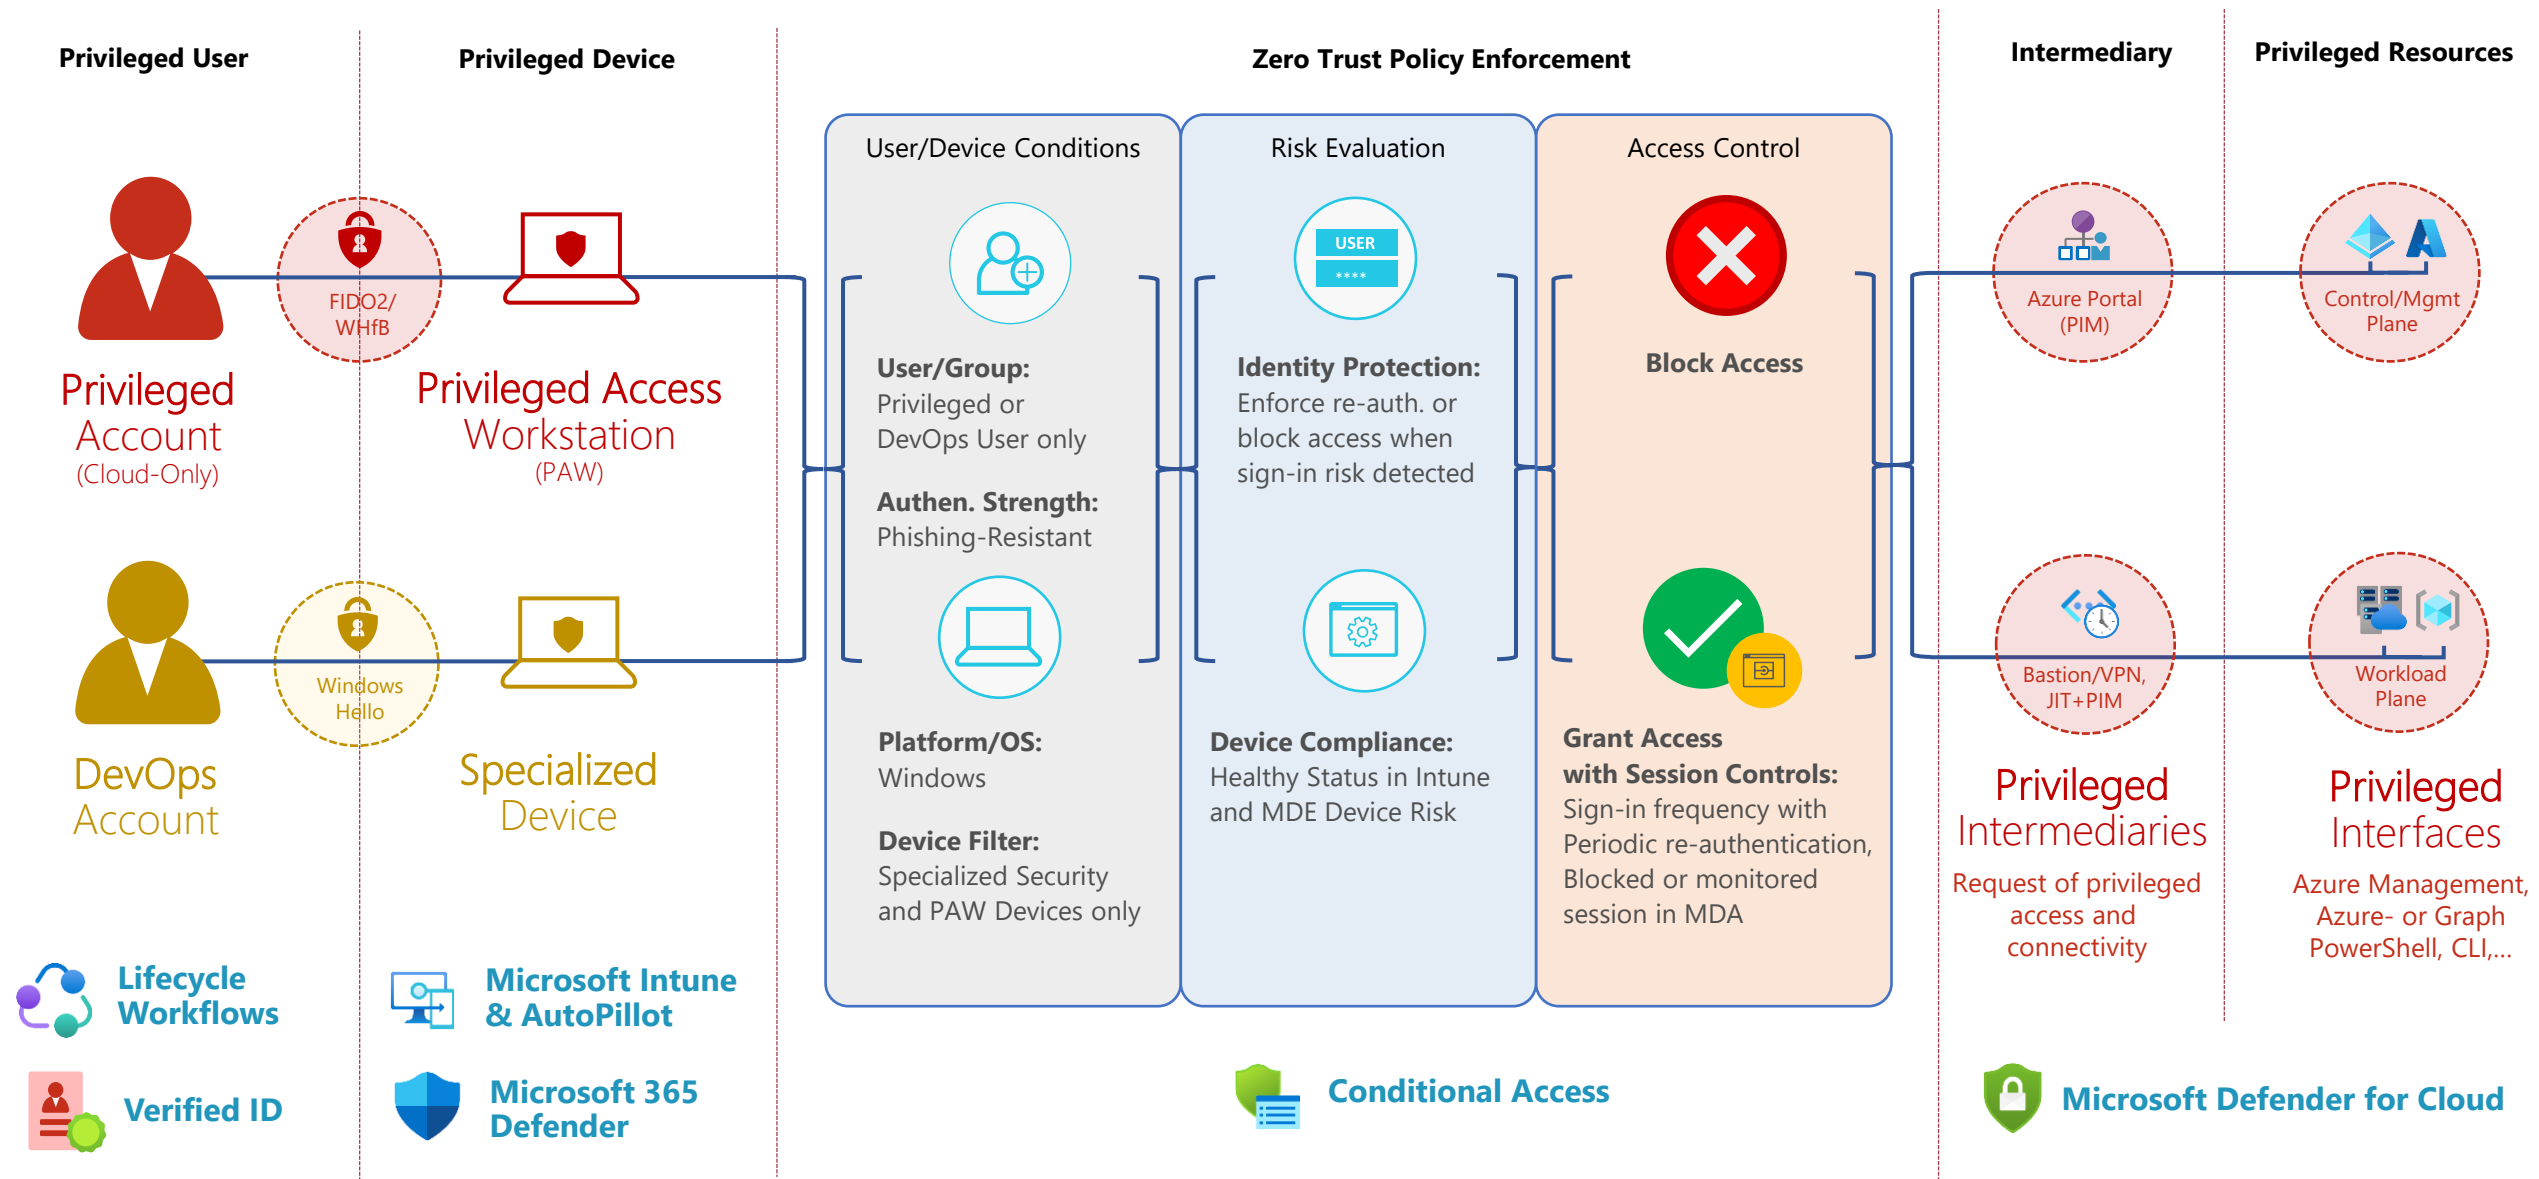 Privileged User
Privileged Device
Zero Trust Policy Enforcement
Intermediary
Privileged Resources
FIDO2/
WHfB
Privileged
Account
(Cloud-Only)
Privileged Access
Workstation
(PAW)
Windows
Hello
DevOps
Account
Specialized
Device
Lifecycle
Workflows
Verified ID
Microsoft Intune
& AutoPillot
Microsoft 365
Defender
User/Device Conditions
User/Group:
Privileged or
DevOps User only
Authen. Strength:
Phishing-Resistant
Platform/OS:
Windows
Device Filter:
Specialized Security
and PAW Devices only
Risk Evaluation
USER
****
Identity Protection:
Enforce re-auth. or
block access when
sign-in risk detected
Device Compliance:
Healthy Status in Intune
and MDE Device Risk
Access Control
Block Access
Grant Access
with Session Controls:
Sign-in frequency with
Periodic re-authentication,
Blocked or monitored
session in MDA
Conditional Access
Azure Portal
(PIM)
Control/Mgmt
Plane
Bastion/VPN,
JIT+PIM
Workload
Plane
Privileged
Intermediaries
Request of privileged
access and
connectivity
Privileged
Interfaces
Azure Management,
Azure- or Graph
PowerShell, CLI,...
Microsoft Defender for Cloud